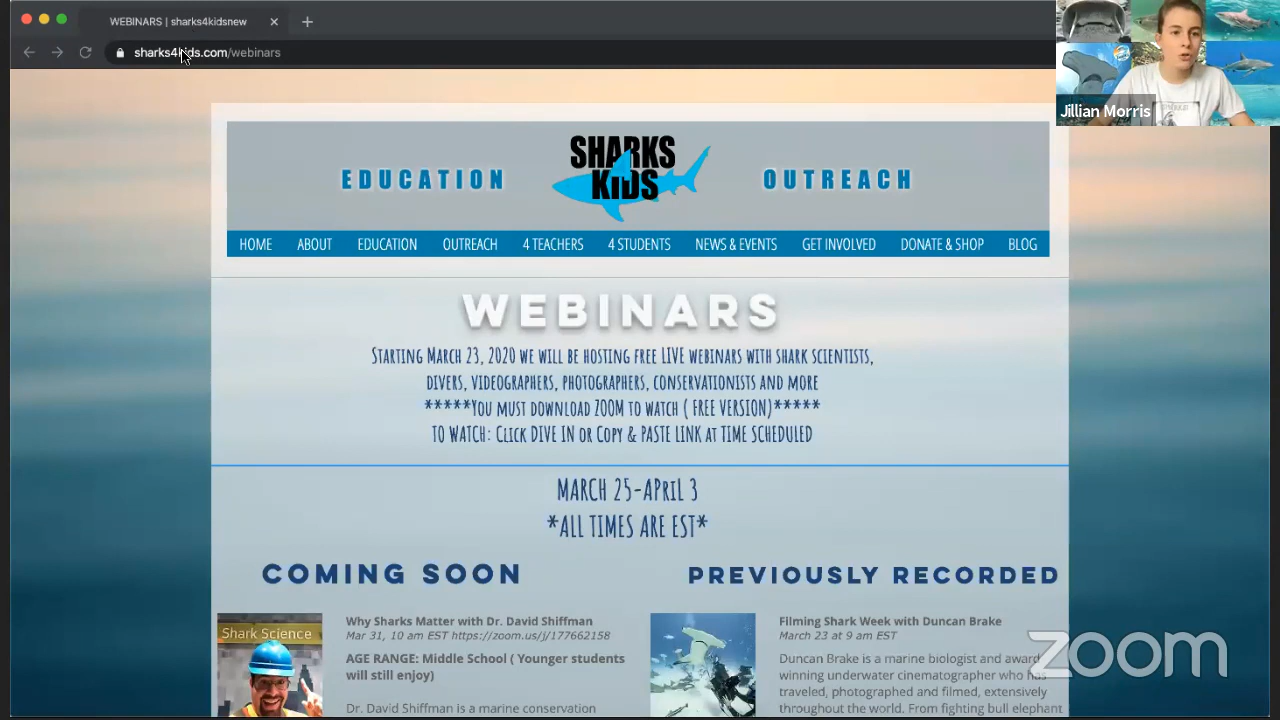 WEBINARS | sharks4kidsnew
sharks4kids.com/webinars
Jillian Morris
EDUCATION
SHARKS
KIDS
OUTREACH
HOME ABOUT EDUCATION OUTREACH 4 TEACHERS 4 STUDENTS NEWS & EVENTS GET INVOLVED DONATE & SHOP BLOG
WEBINARS
STARTING MARCH 23, 2020 WE WILL BE HOSTING FREE LIVE WEBINARS WITH SHARK SCIENTISTS,
DIVERS, VIDEOGRAPHERS, PHOTOGRAPHERS, CONSERVATIONISTS AND MORE
*****YOU MUST DOWNLOAD ZOOM TO WATCH ( FREE VERSION)*****
TO WATCH: CLICK DIVE IN OR COPY & PASTE LINK AT TIME SCHEDULED
MARCH 25-APRIL 3
*ALL TIMES ARE EST*
COMING SOON
Shark Science
Why Sharks Matter with Dr. David Shiffman
Mar 31, 10 am EST https://zoom.us/j/177662158
AGE RANGE: Middle School ( Younger students
will still enjoy)
Dr. David Shiffman is a marine conservation
PREVIOUSLY RECORDED
Filming Shark Week with Duncan Brake
March 23 at 9 am EST
Duncan Brake is a marine biologist and award
winning underwater cinematographer who has
traveled, photographed and filmed, extensively
throughout the world. From fighting bull elephant
zoom